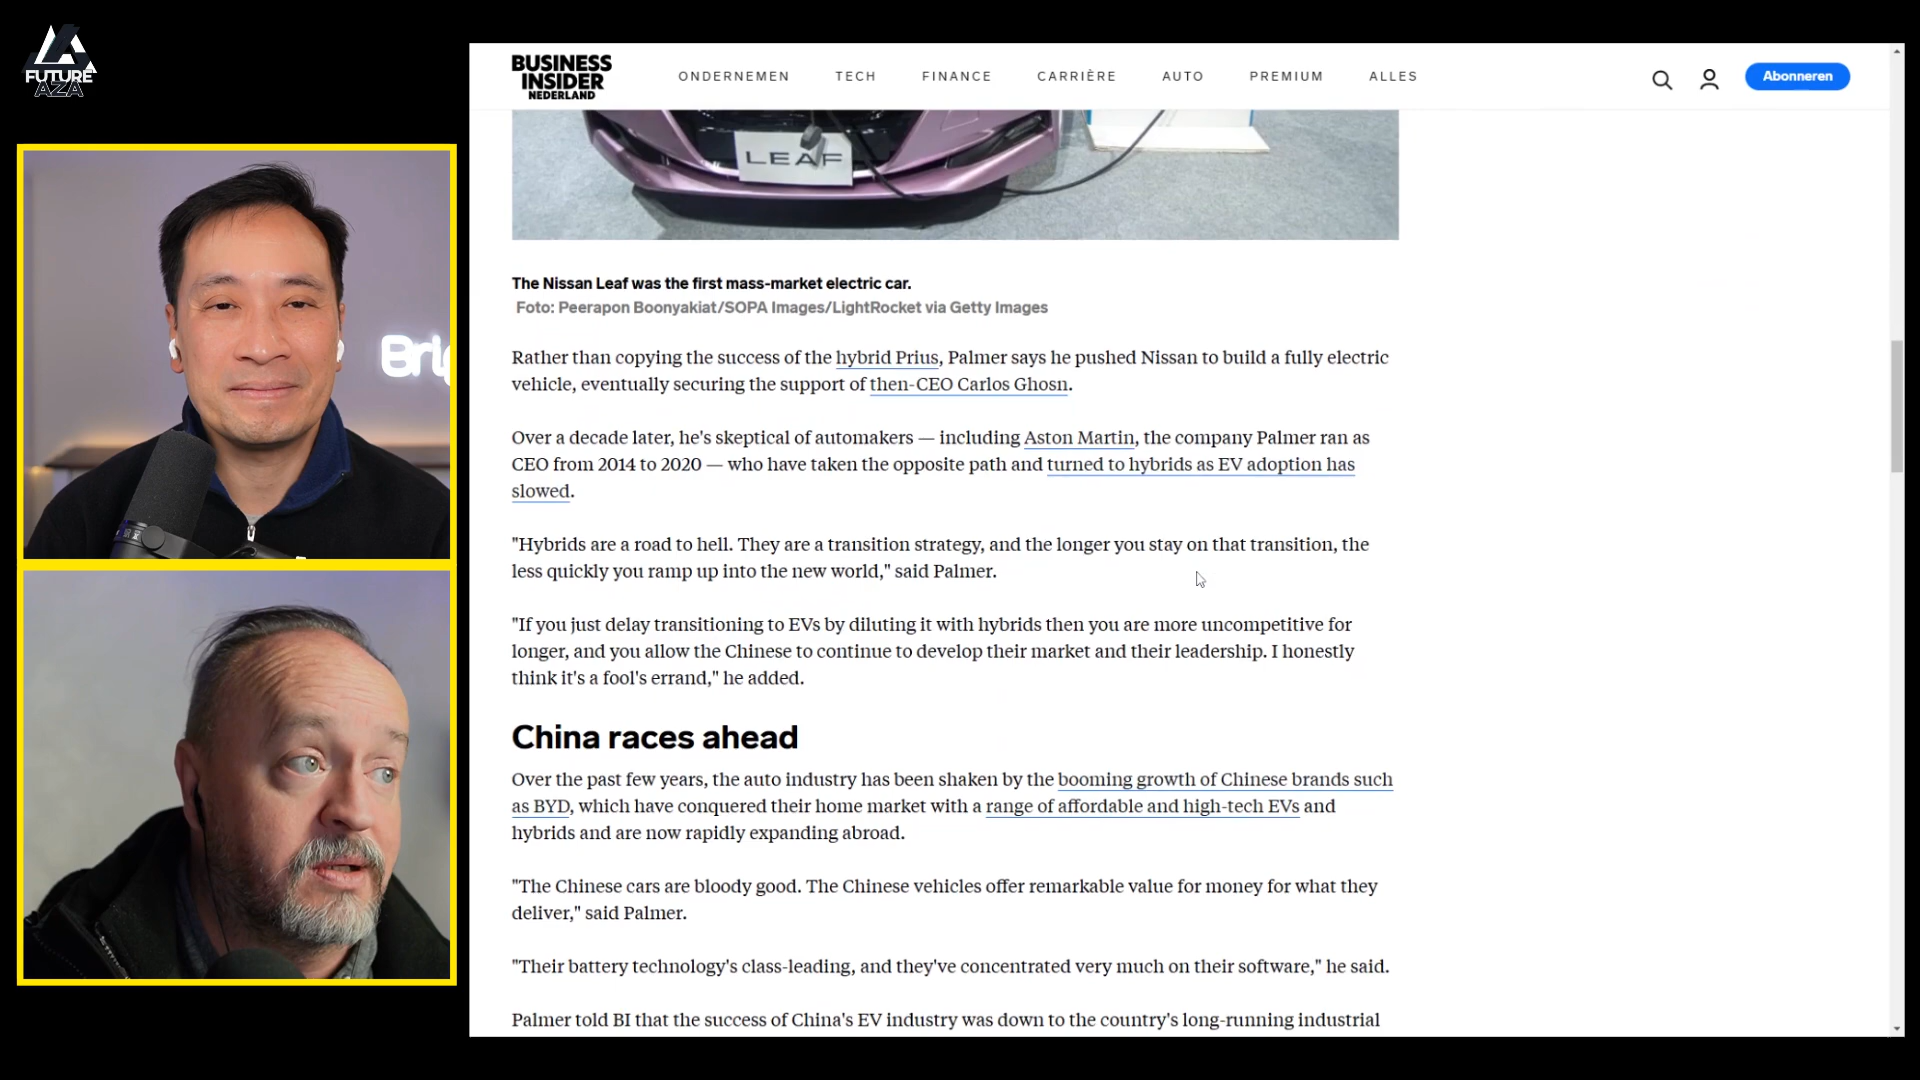 FUTURE
AZA
BUSINESS
INSIDER
NEDERLAND
ONDERNEMEN TECH FINANCE CARRIÈRE AUTO PREMIUM ALLES
Abonneren
LEAF
The Nissan Leaf was the first mass-market electric car.
Foto: Peerapon Boonyakiat/SOPA Images/LightRocket via Getty Images
Rather than copying the success of the hybrid Prius, Palmer says he pushed Nissan to build a fully electric
vehicle, eventually securing the support of then-CEO Carlos Ghosn.
Over a decade later, he's skeptical of automakers — including Aston Martin, the company Palmer ran as
CEO from 2014 to 2020 — who have taken the opposite path and turned to hybrids as EV adoption has
slowed.
"Hybrids are a road to hell. They are a transition strategy, and the longer you stay on that transition, the
less quickly you ramp up into the new world," said Palmer.
"If you just delay transitioning to EVs by diluting it with hybrids then you are more uncompetitive for
longer, and you allow the Chinese to continue to develop their market and their leadership. I honestly
think it's a fool's errand," he added.
China races ahead
Over the past few years, the auto industry has been shaken by the booming growth of Chinese brands such
as BYD, which have conquered their home market with a range of affordable and high-tech EVs and
hybrids and are now rapidly expanding abroad.
"The Chinese cars are bloody good. The Chinese vehicles offer remarkable value for money for what they
deliver," said Palmer.
"Their battery technology's class-leading, and they've concentrated very much on their software," he said.
Palmer told BI that the success of China's EV industry was down to the country's long-running industrial